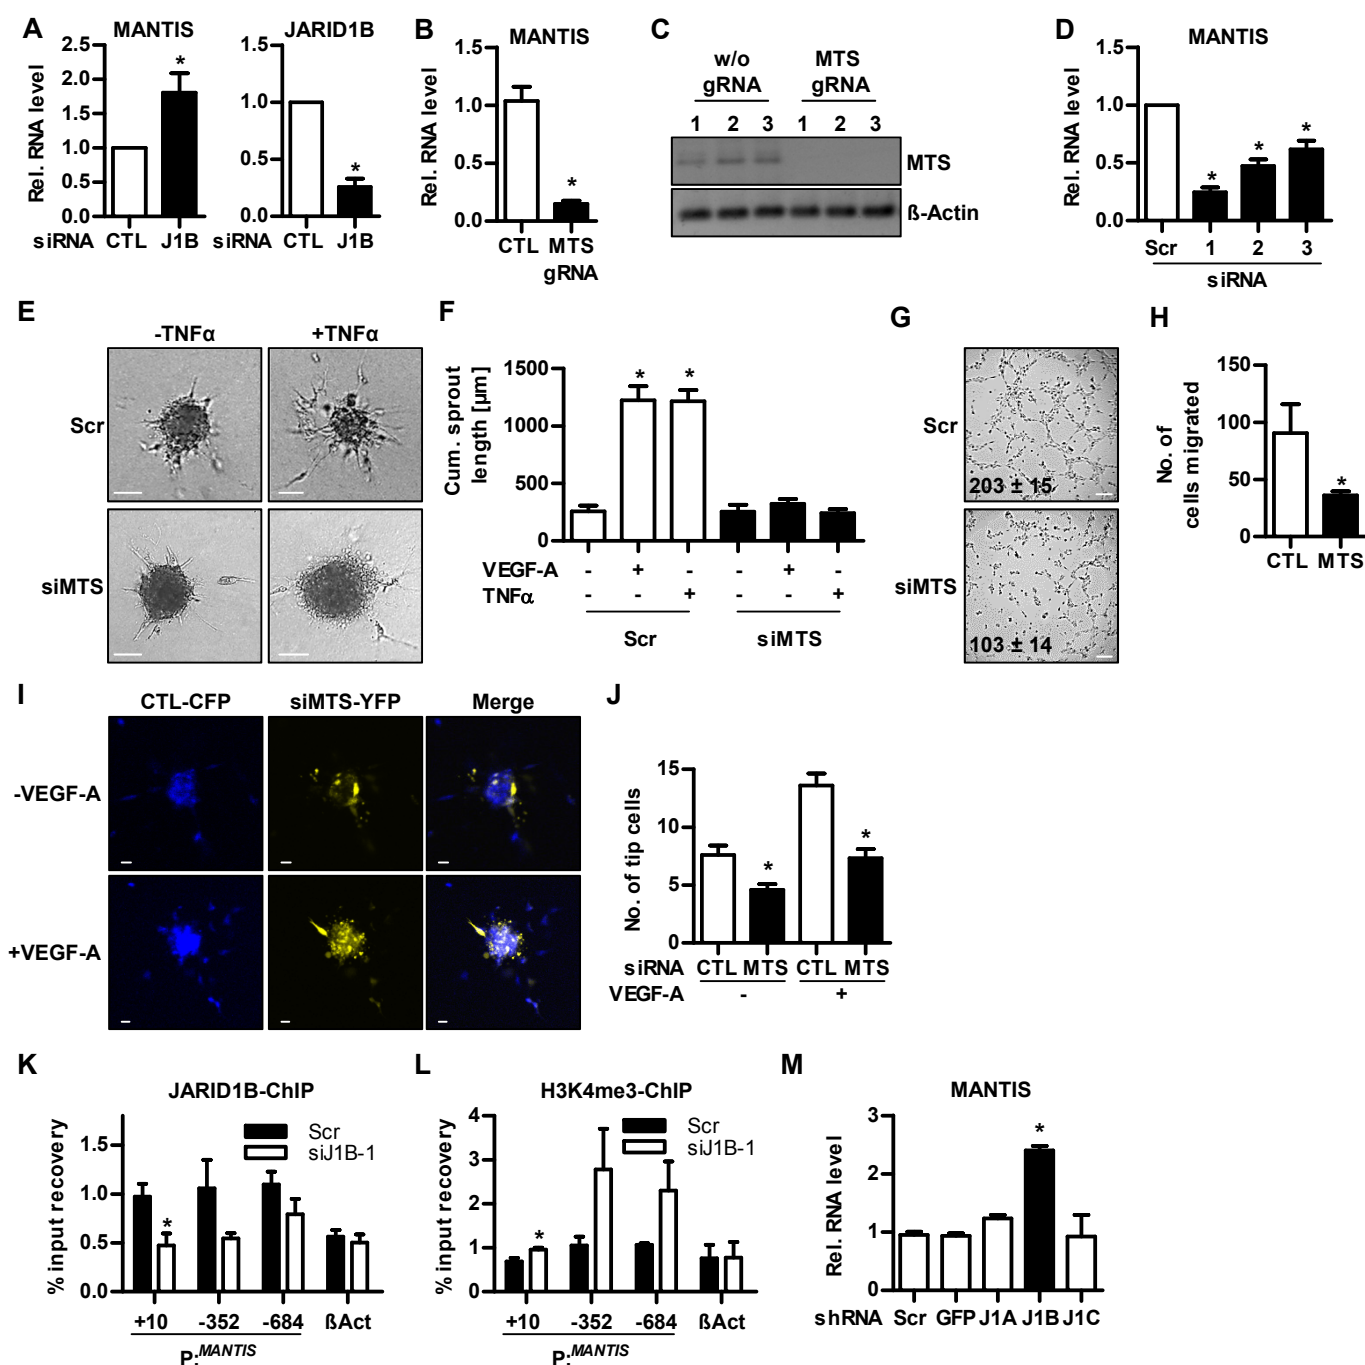 A
MANTIS
JARID1B
Rel. RNA level
2.5
2.0
1.5
1.0
0.5
0.0
*
1.5
1.0
0.5
0.0
*
siRNA CTL J1B
siRNA CTL J1B
B
MANTIS
Rel. RNA level
1.5
1.0
0.5
0.0
*
CTL MTS
gRNA
C
w/o MTS
gRNA gRNA
1 2 3 1 2 3
MTS
ß-Actin
D
MANTIS
Rel. RNA level
1.5
1.0
0.5
0.0
* * *
Scr 1 2 3
siRNA
E
-TNFα +TNFα
Scr
siMTS
F
Cum. sprout
length [µm]
1500
1000
500
0
* *
VEGF-A - + - - + -
TNFα - - + - - +
Scr siMTS
G
Scr
203 ± 15
siMTS
103 ± 14
H
No. of
cells migrated
150
100
50
0
*
CTL MTS
I
CTL-CFP siMTS-YFP Merge
-VEGF-A
+VEGF-A
J
No. of tip cells
15
10
5
0
* *
siRNA CTL MTS CTL MTS
VEGF-A - +
K
JARID1B-ChIP
% input recovery
1.5
1.0
0.5
0.0
Scr
siJ1B-1
*
+10 -352 -684 ßAct
P:MANTIS
L
H3K4me3-ChIP
% input recovery
4
3
2
1
0
Scr
siJ1B-1
*
+10 -352 -684 ßAct
P:MANTIS
M
MANTIS
Rel. RNA level
3
2
1
0
*
shRNA Scr GFP J1A J1B J1C